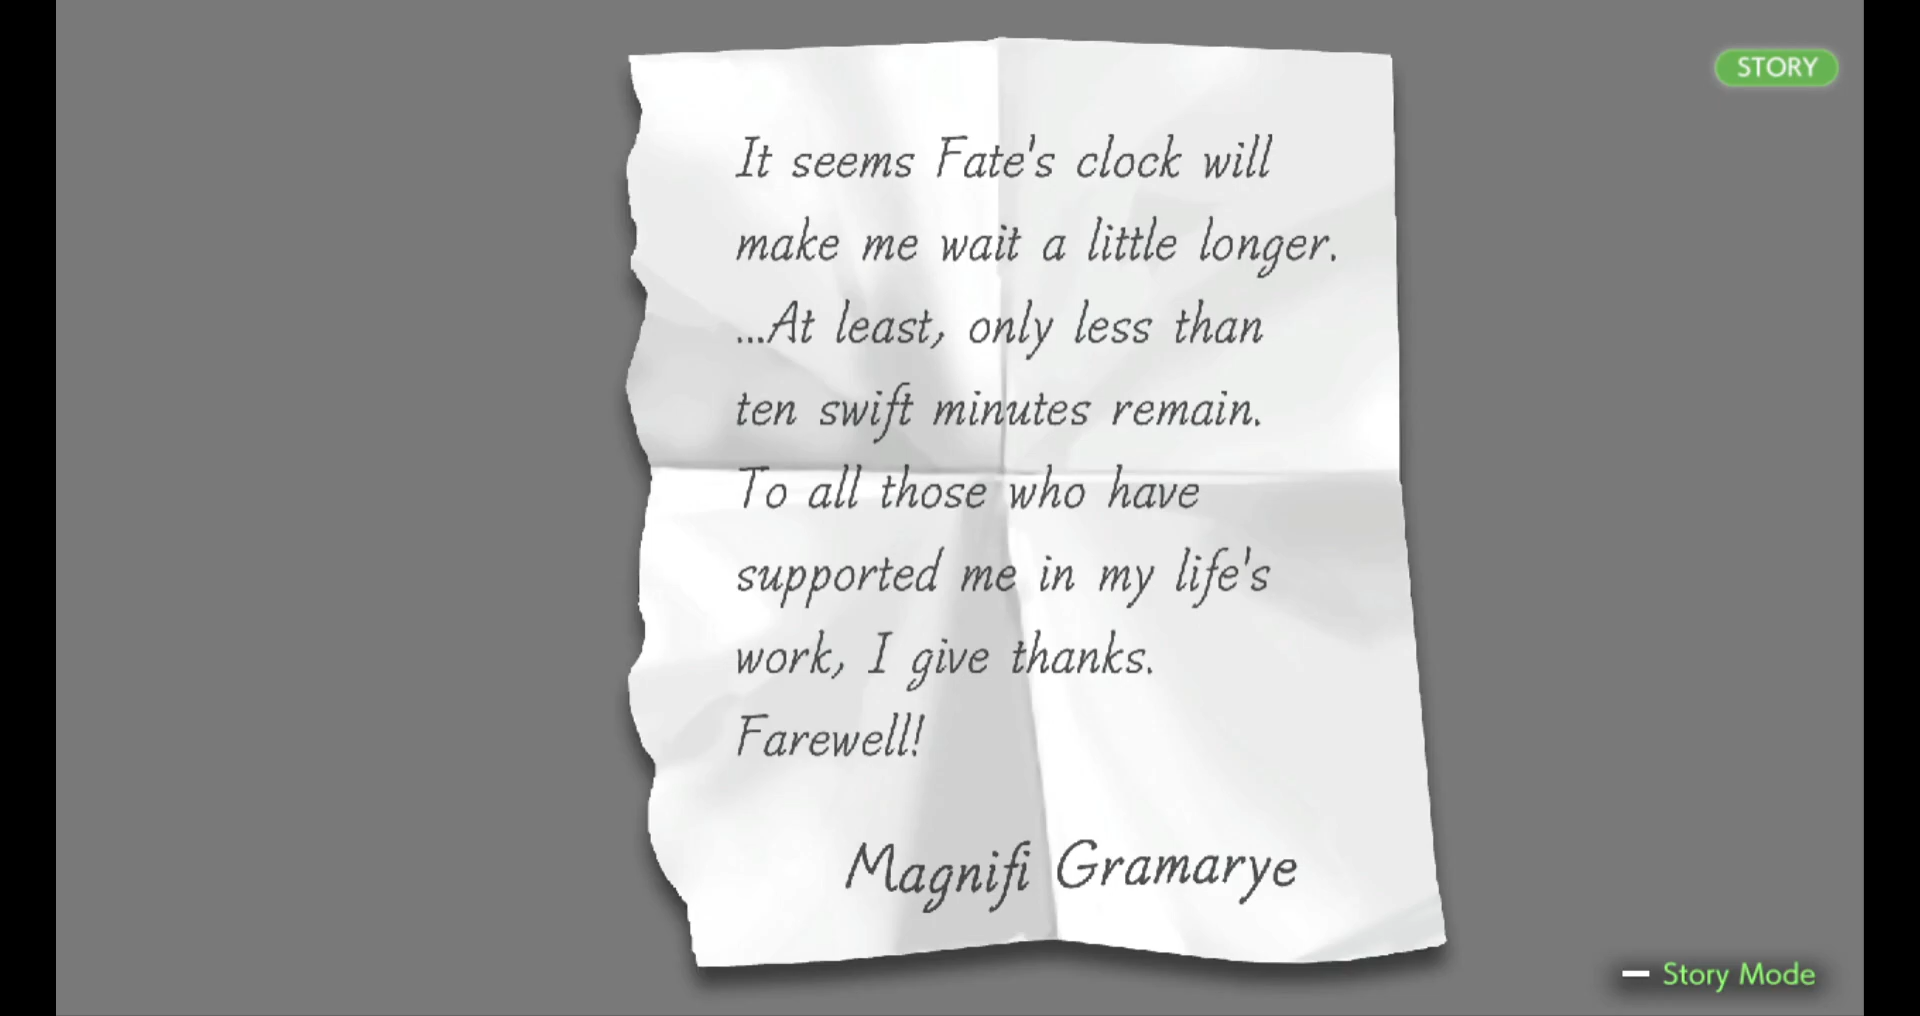 STORY
It seems Fate's clock will
make me wait a little longer.
...At least, only less than
ten swift minutes remain.
To all those who have
supported me in my life's
work, I give thanks.
Farewell!
Magnifi Gramarye
Story Mode